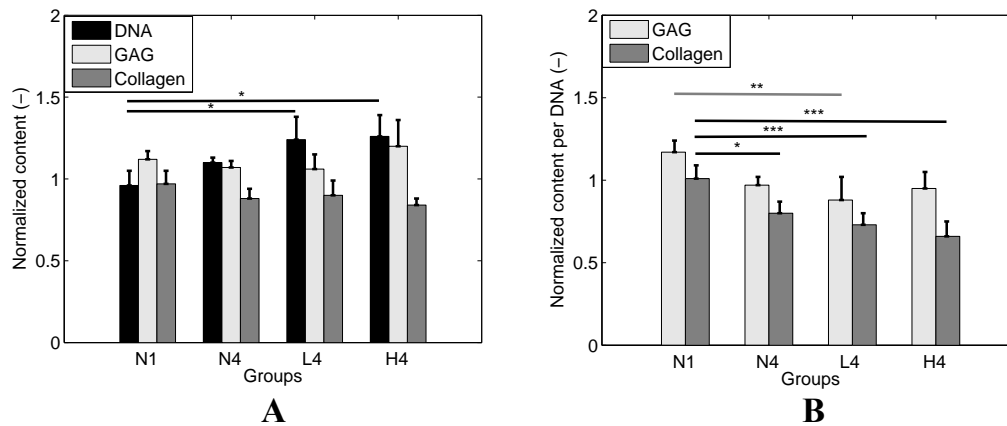 DNA
GAG
Collagen
Normalized content (−)
2
1.5
1
0.5
0
*
*
N1 N4 L4 H4
Groups
A
GAG
Collagen
Normalized content per DNA (−)
2
1.5
1
0.5
0
**
***
***
*
N1 N4 L4 H4
Groups
B